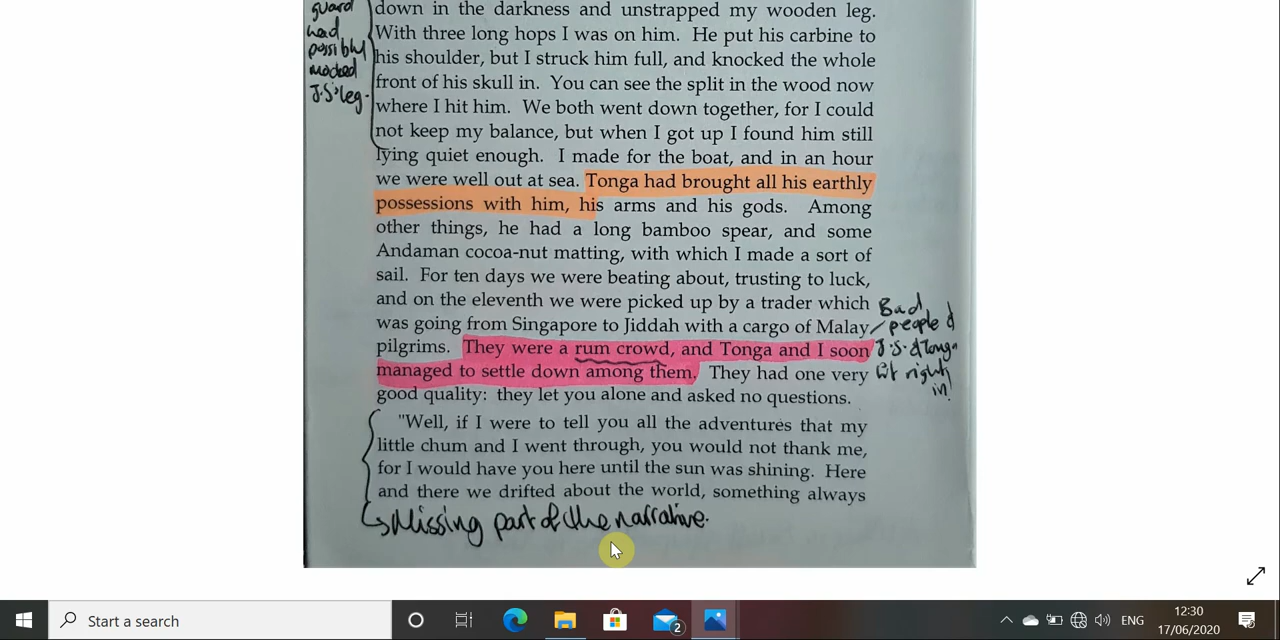 guard
had
possibly
mocked
J.S.'s leg.
down in the darkness and unstrapped my wooden leg.
With three long hops I was on him. He put his carbine to
his shoulder, but I struck him full, and knocked the whole
front of his skull in. You can see the split in the wood now
where I hit him. We both went down together, for I could
not keep my balance, but when I got up I found him still
lying quiet enough. I made for the boat, and in an hour
we were well out at sea. Tonga had brought all his earthly
possessions with him, his arms and his gods. Among
other things, he had a long bamboo spear, and some
Andaman cocoa-nut matting, with which I made a sort of
sail. For ten days we were beating about, trusting to luck,
and on the eleventh we were picked up by a trader which
was going from Singapore to Jiddah with a cargo of Malay
pilgrims. They were a rum crowd, and Tonga and I soon
managed to settle down among them. They had one very
good quality: they let you alone and asked no questions.
Bad
people &
J.S. & Tonga
fit right
in!
"Well, if I were to tell you all the adventures that my
little chum and I went through, you would not thank me,
for I would have you here until the sun was shining. Here
and there we drifted about the world, something always
Missing part of the narrative.
Start a search
2
ENG
12:30
17/06/2020